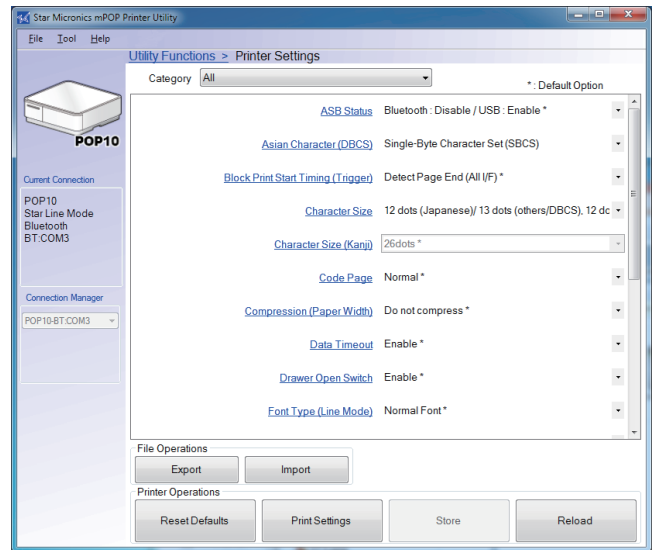 Star Micronics mPOP Printer Utility
File Tool Help
Utility Functions > Printer Settings
Category All
* : Default Option
POP10
Current Connection
POP10
Star Line Mode
Bluetooth
BT:COM3
Connection Manager
POP10-BT:COM3
ASB Status Bluetooth : Disable / USB : Enable *
Asian Character (DBCS) Single-Byte Character Set (SBCS)
Block Print Start Timing (Trigger) Detect Page End (All I/F) *
Character Size 12 dots (Japanese)/ 13 dots (others/DBCS), 12 dc
Character Size (Kanji) 26dots *
Code Page Normal *
Compression (Paper Width) Do not compress *
Data Timeout Enable *
Drawer Open Switch Enable *
Font Type (Line Mode) Normal Font *
File Operations
Export Import
Printer Operations
Reset Defaults Print Settings Store Reload